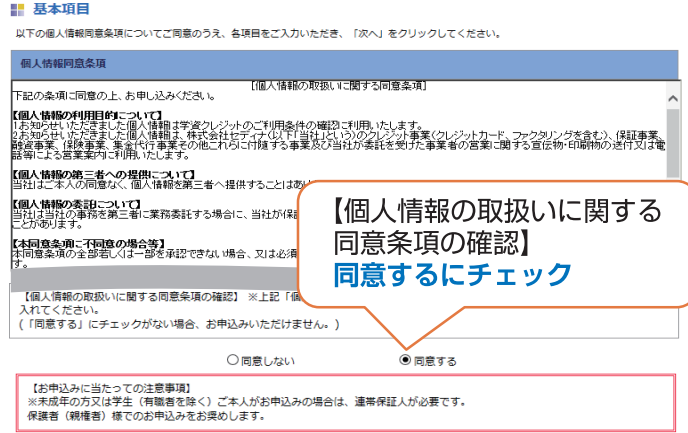 基本項目
以下の個人情報同意条項についてご同意のうえ、各項目をご入力いただき、「次へ」をクリックしてください。
個人情報同意条項
[個人情報の取扱いに関する同意条項]
下記の条項に同意の上、お申し込みください。
【個人情報の利用目的について】
1.お知らせいただきました個人情報は学資クレジットのご利用条件の確認に利用いたします。
2.お知らせいただきました個人情報は、株式会社セディナ(以下「当社」という)のクレジット事業(クレジットカード、ファクタリングを含む)、保証事業、
融資事業、保険事業、集金代行事業その他これらに付随する事業及び当社が委託を受けた事業者の営業に関する宣伝物・印刷物の送付又は電
話等による営業案内に利用いたします。
【個人情報の第三者への提供について】
当社はご本人の同意なく、個人情報を第三者へ提供することはあり
【個人情報の委託について】
当社は当社の事務を第三者に業務委託する場合に、当社が保
ことがあります。
【本同意条項に不同意の場合等】
本同意条項の全部若しくは一部を承認できない場合、又は必須
す。
【個人情報の取扱いに関する
同意条項の確認】
同意するにチェック
【個人情報の取扱いに関する同意条項の確認】 ※上記「個
入れてください。
(「同意する」にチェックがない場合、お申込みいただけません。)
同意しない 同意する
【お申込みに当たっての注意事項】
※未成年の方又は学生（有職者を除く）ご本人がお申込みの場合は、連帯保証人が必要です。
保護者（親権者）様でのお申込みをお奨めします。